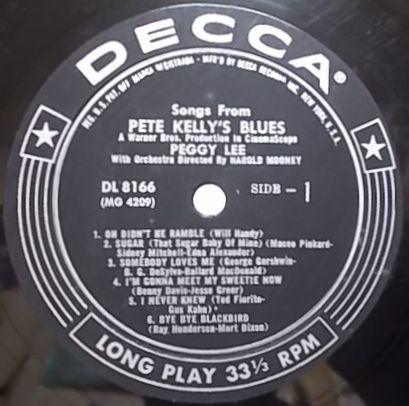 DECCA®
REG. U.S. PAT. OFF. MARCA REGISTRADA · MFR'D BY DECCA RECORDS INC., NEW YORK, U.S.A.
Songs From
PETE KELLY'S BLUES
A Warner Bros. Production in CinemaScope
PEGGY LEE
With Orchestra Directed By HAROLD MOONEY
DL 8166
(MG 4209)
SIDE - 1
1. OH DIDN'T HE RAMBLE (Will Handy)
2. SUGAR (That Sugar Baby Of Mine) (Maceo Pinkard-
Sidney Mitchell-Edna Alexander)
3. SOMEBODY LOVES ME (George Gershwin-
B. G. DeSylva-Ballard MacDonald)
4. I'M GONNA MEET MY SWEETIE NOW
(Benny Davis-Jesse Greer)
5. I NEVER KNEW (Ted Fiorito-
Gus Kahn)
6. BYE BYE BLACKBIRD
(Ray Henderson-Mort Dixon)
LONG PLAY 33⅓ RPM